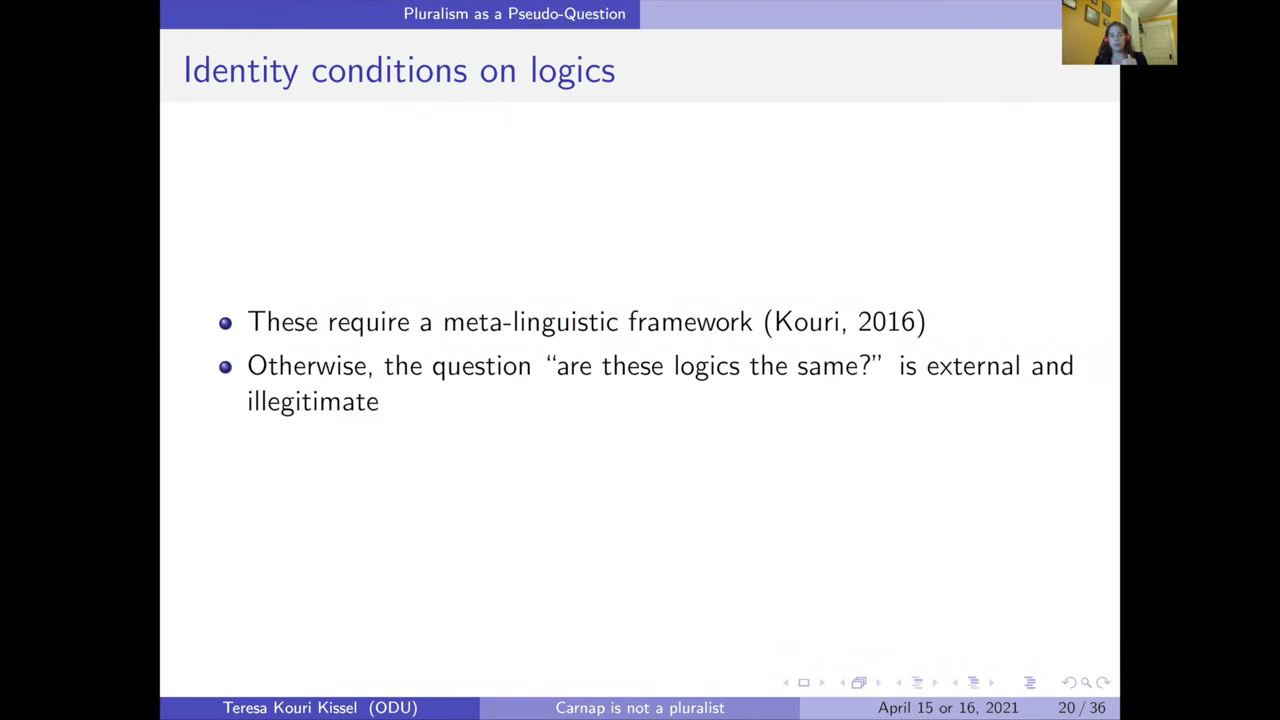 Pluralism as a Pseudo-Question
Identity conditions on logics
These require a meta-linguistic framework (Kouri, 2016)
Otherwise, the question “are these logics the same?” is external and
illegitimate
Teresa Kouri Kissel (ODU) Carnap is not a pluralist April 15 or 16, 2021 20 / 36